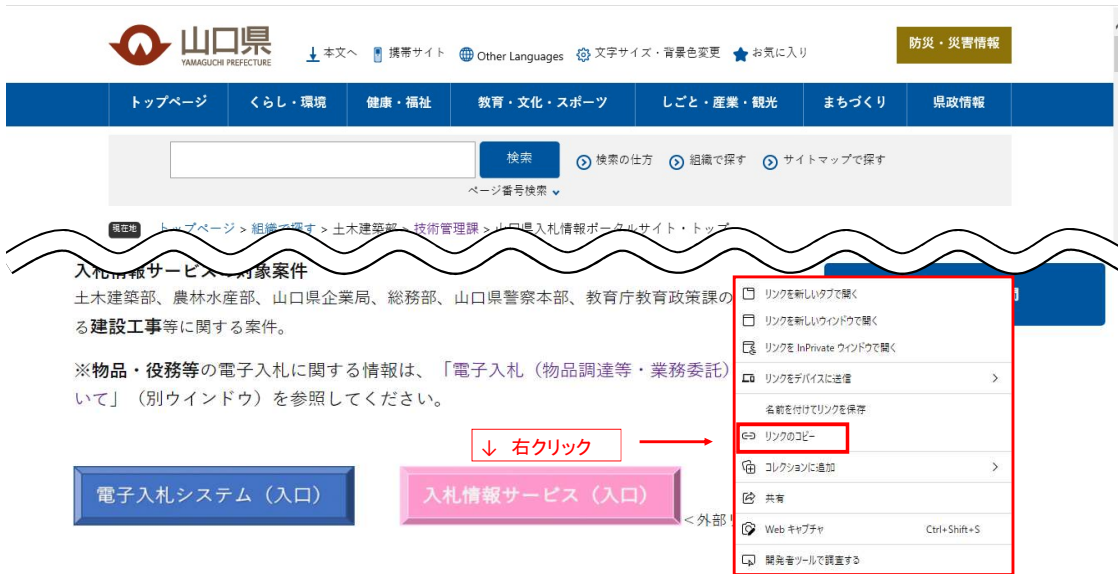 山口県
YAMAGUCHI PREFECTURE
本文へ 携帯サイト Other Languages 文字サイズ・背景色変更 お気に入り
防災・災害情報
トップページ くらし・環境 健康・福祉 教育・文化・スポーツ しごと・産業・観光 まちづくり 県政情報
検索 検索の仕方 組織で探す サイトマップで探す
ページ番号検索
現在地 トップページ > 組織で探す > 土木建築部 > 技術管理課 > 山口県入札情報ポータルサイト・トップ
入札情報サービスの対象案件
土木建築部、農林水産部、山口県企業局、総務部、山口県警察本部、教育庁教育政策課の
る建設工事等に関する案件。
※物品・役務等の電子入札に関する情報は、「電子入札（物品調達等・業務委託）
いて」（別ウインドウ）を参照してください。
↓ 右クリック
電子入札システム（入口） 入札情報サービス（入口） <外部
リンクを新しいタブで開く
リンクを新しいウィンドウで開く
リンクを InPrivate ウィンドウで開く
リンクをデバイスに送信 >
名前を付けてリンクを保存
リンクのコピー
コレクションに追加 >
共有
Web キャプチャ Ctrl+Shift+S
開発者ツールで調査する